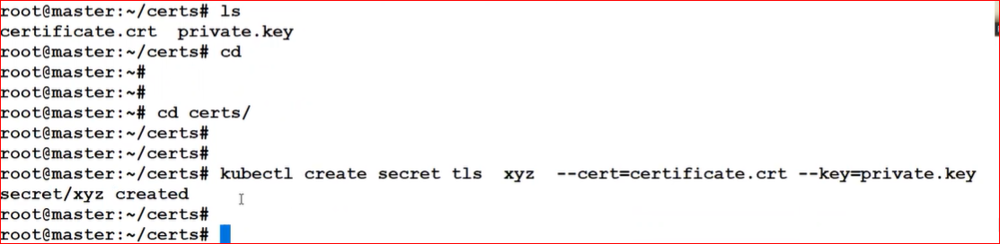 root@master:~/certs# ls
certificate.crt  private.key
root@master:~/certs# cd
root@master:~#
root@master:~#
root@master:~# cd certs/
root@master:~/certs#
root@master:~/certs#
root@master:~/certs# kubectl create secret tls  xyz  --cert=certificate.crt --key=private.key
secret/xyz created
root@master:~/certs#
root@master:~/certs#